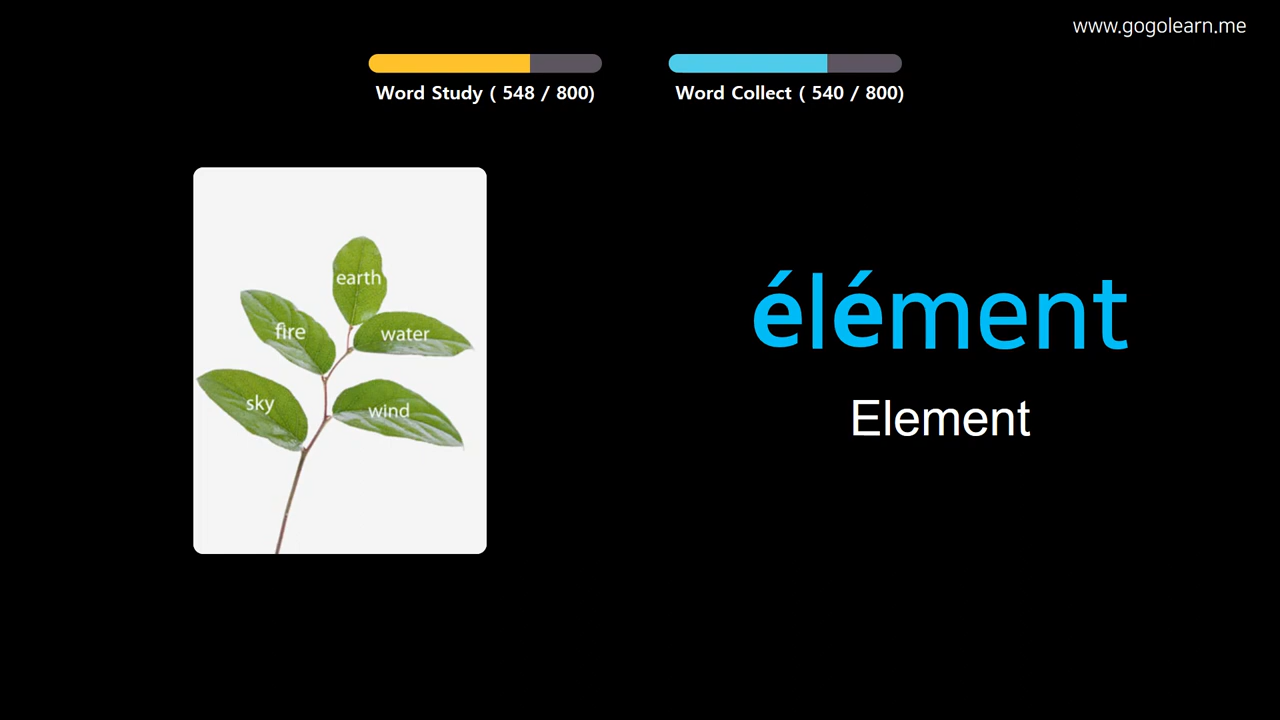 www.gogolearn.me
Word Study ( 548 / 800)
Word Collect ( 540 / 800)
earth
fire
water
sky
wind
élément
Element